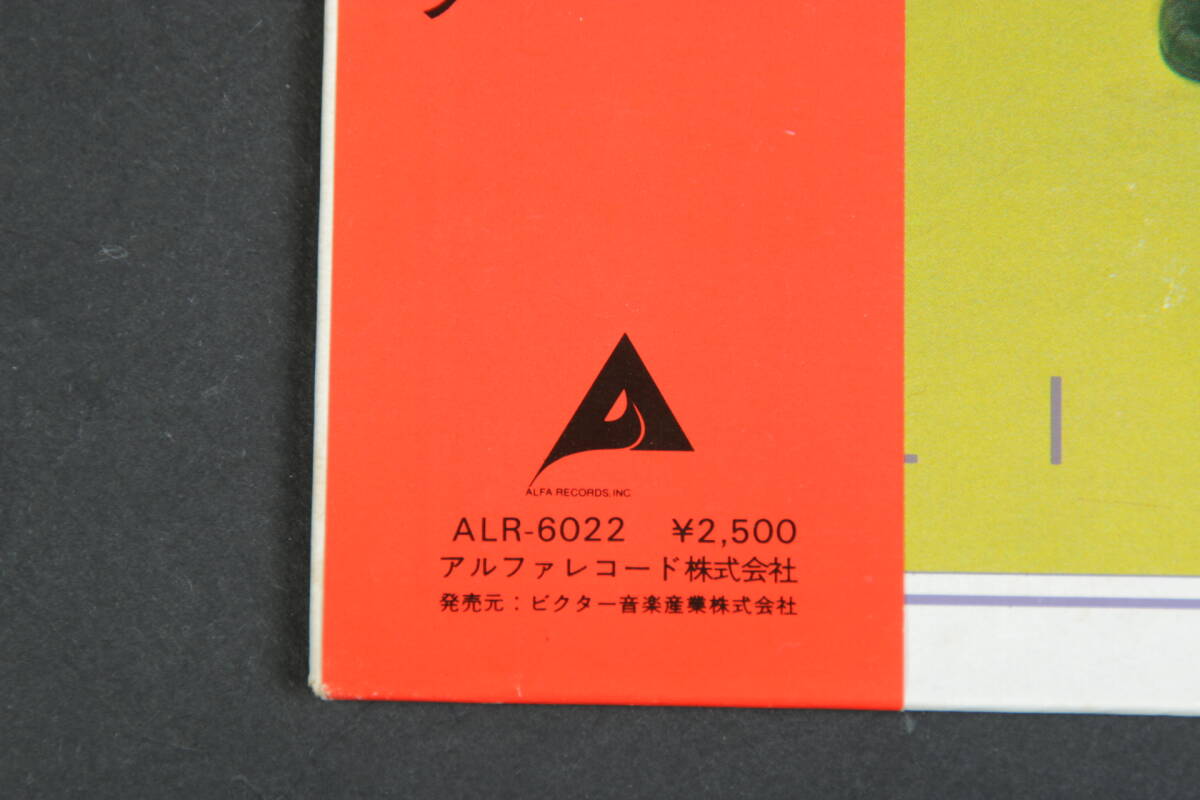 ALFA RECORDS, INC
ALR-6022 ¥2,500
アルファレコード株式会社
発売元：ビクター音楽産業株式会社